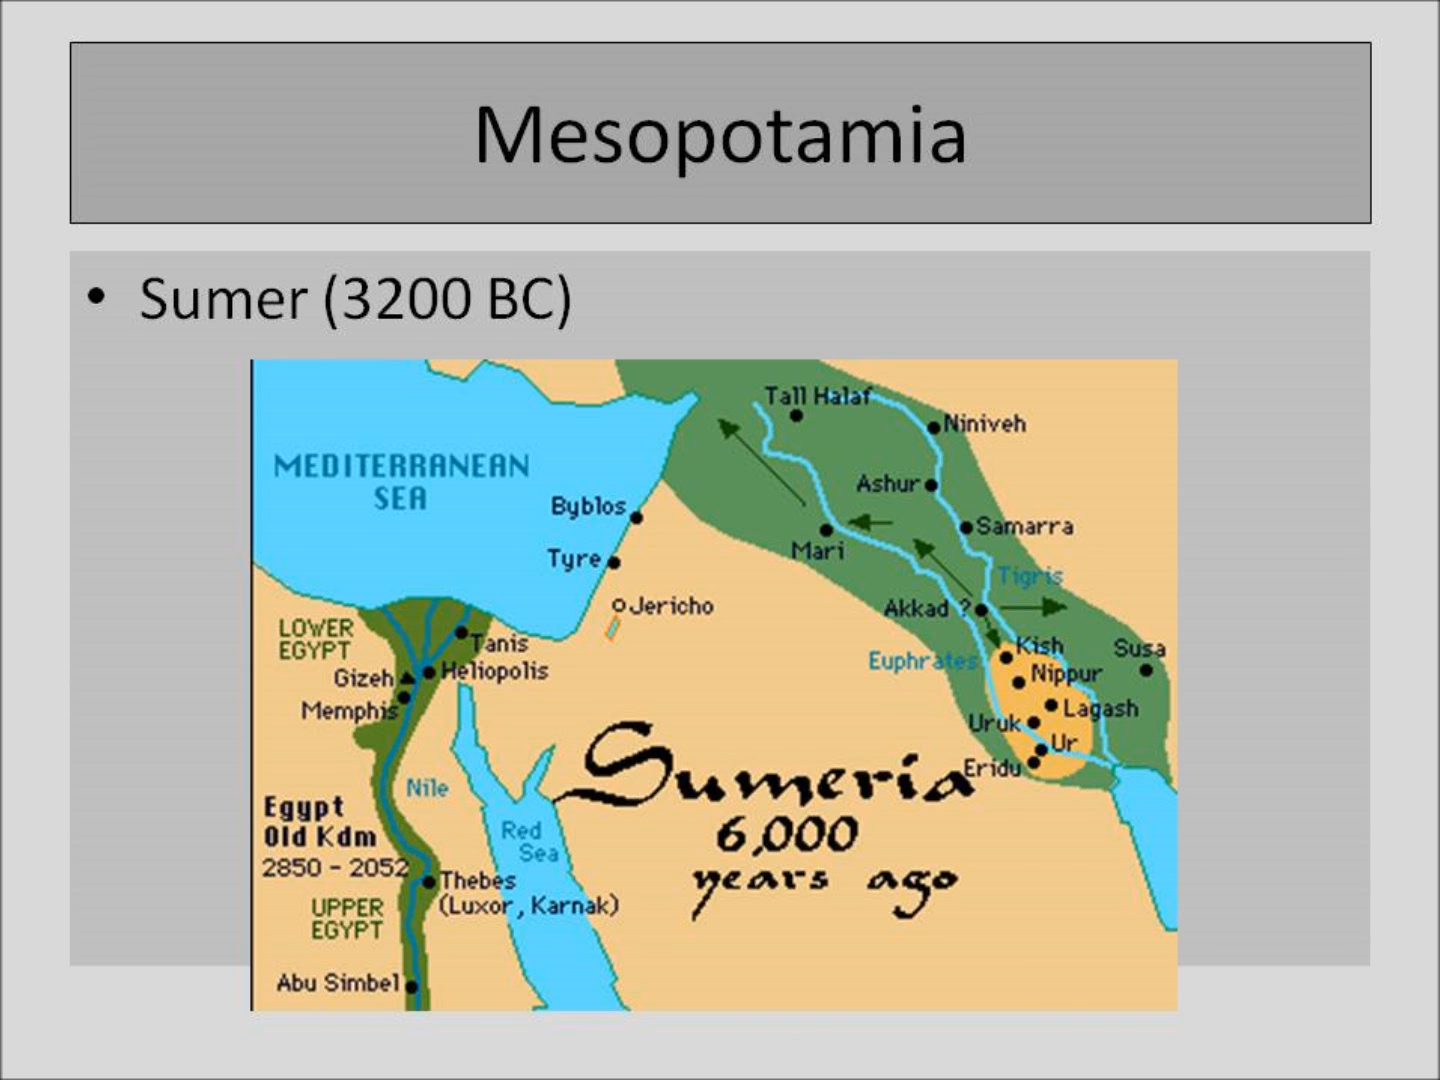 Mesopotamia
• Sumer (3200 BC)
Tall Halaf
Niniveh
MEDITERRANEAN
SEA
Ashur
Byblos
Samarra
Mari
Tyre
Tigris
Jericho
Akkad ?
LOWER
EGYPT
Tanis
Kish
Susa
Euphrates
Heliopolis
Gizeh
Nippur
Memphis
Lagash
Uruk
Ur
Eridu
Sumeria
6,000
years ago
Nile
Egypt
Old Kdm
2850 - 2052
Red
Sea
Thebes
(Luxor, Karnak)
UPPER
EGYPT
Abu Simbel